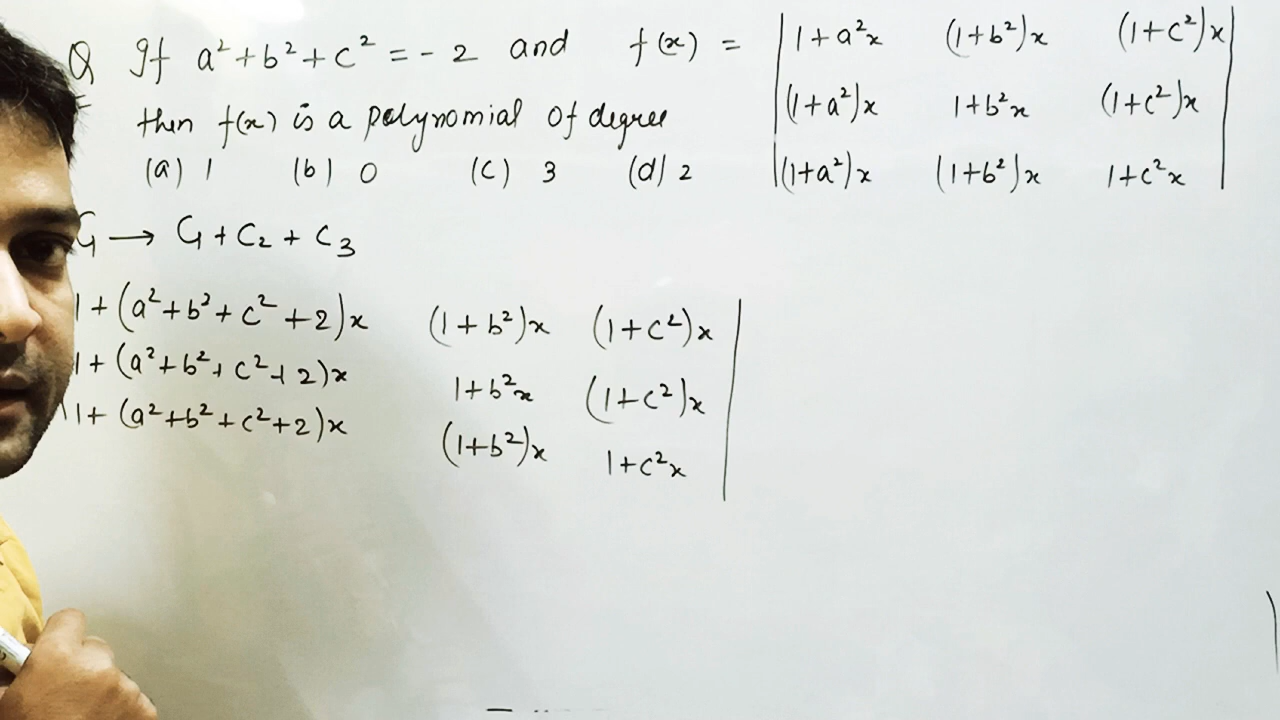 Q If a² + b² + c² = - 2 and f(x) = | 1 + a²x (1+b²)x (1+c²)x |
then f(x) is a polynomial of degree | (1+a²)x 1+b²x (1+c²)x |
(a) 1 (b) 0 (c) 3 (d) 2 | (1+a²)x (1+b²)x 1+c²x |
C₁ → C₁ + C₂ + C₃
1 + (a² + b² + c² + 2)x (1 + b²)x (1 + c²)x |
1 + (a² + b² + c² + 2)x 1 + b²x (1 + c²)x |
1 + (a² + b² + c² + 2)x (1+b²)x 1 + c²x |